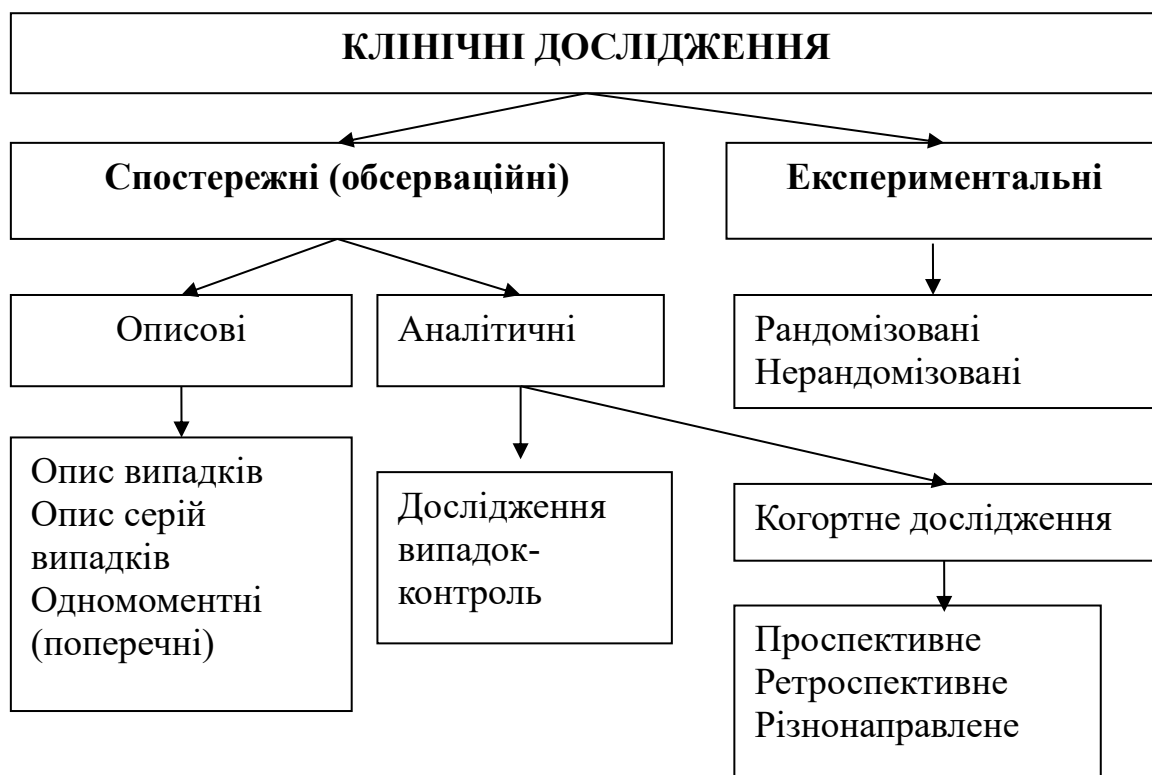 КЛІНІЧНІ ДОСЛІДЖЕННЯ
Спостережні (обсерваційні)
Експериментальні
Описові
Аналітичні
Рандомізовані
Нерандомізовані
Опис випадків
Опис серій
випадків
Одномоментні
(поперечні)
Дослідження
випадок-
контроль
Когортне дослідження
Проспективне
Ретроспективне
Різнонаправлене